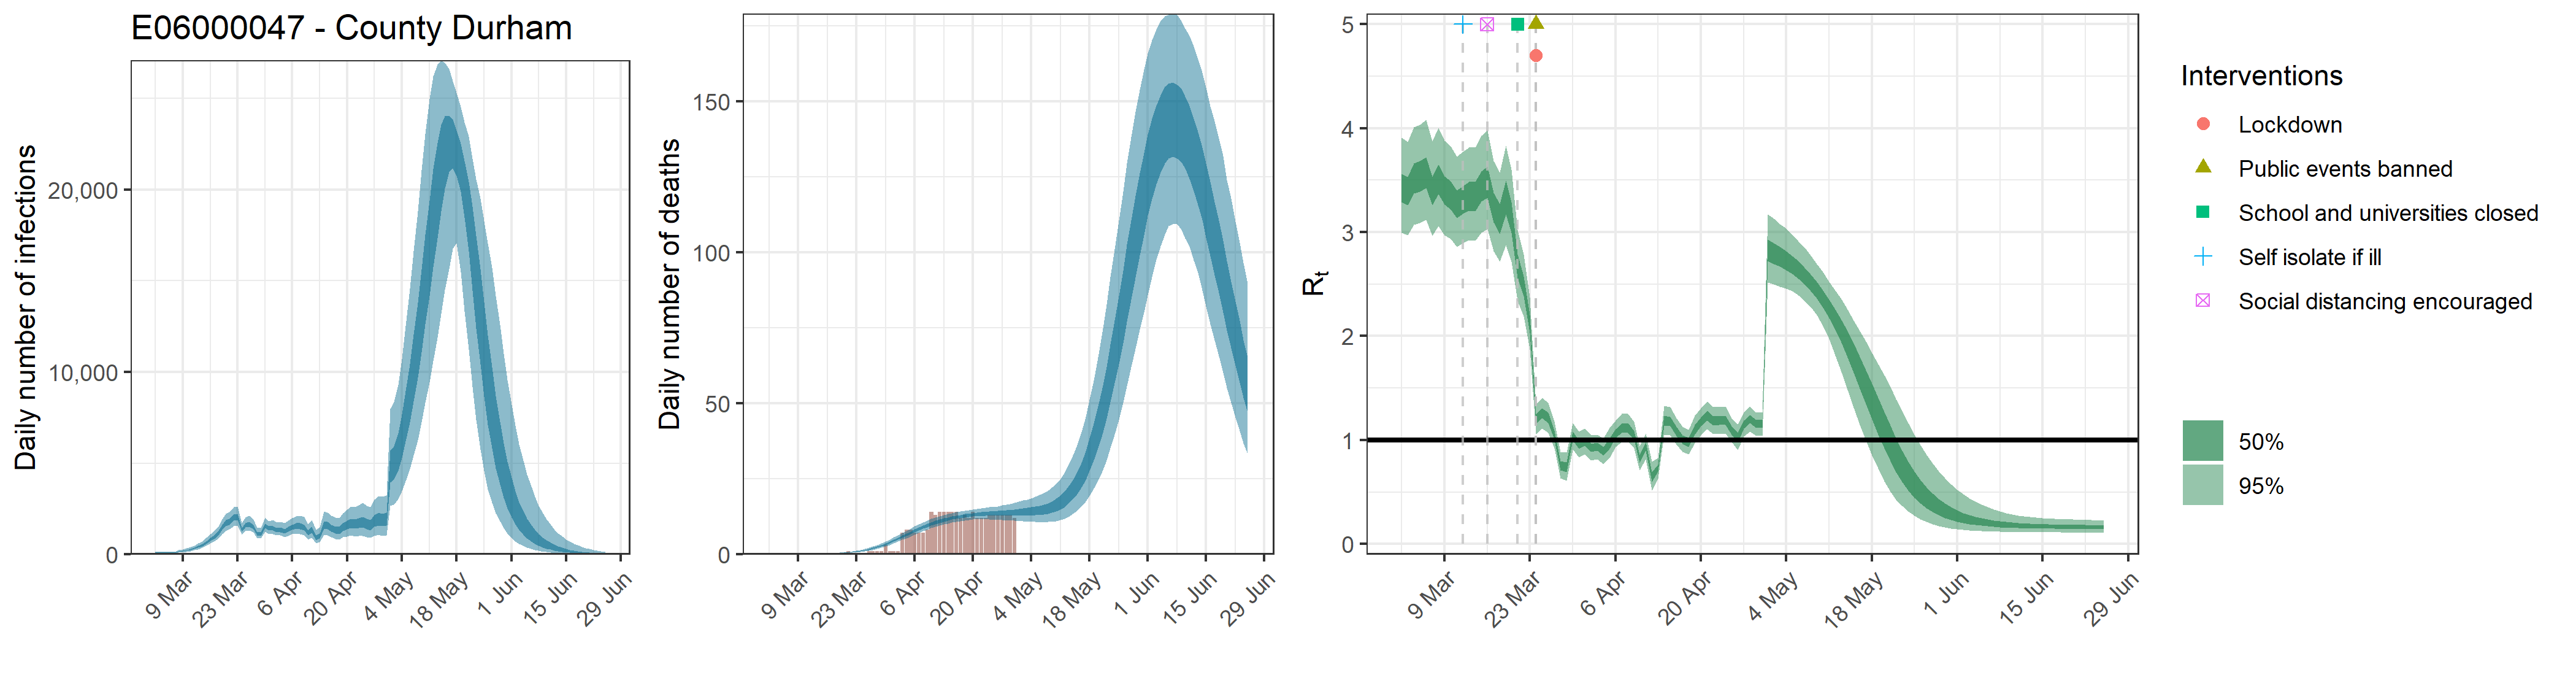 E06000047 - County Durham
Daily number of infections
20,000
10,000
0
9 Mar
23 Mar
6 Apr
20 Apr
4 May
18 May
1 Jun
15 Jun
29 Jun
Daily number of deaths
150
100
50
0
9 Mar
23 Mar
6 Apr
20 Apr
4 May
18 May
1 Jun
15 Jun
29 Jun
Rt
5
4
3
2
1
0
9 Mar
23 Mar
6 Apr
20 Apr
4 May
18 May
1 Jun
15 Jun
29 Jun
Interventions
Lockdown
Public events banned
School and universities closed
Self isolate if ill
Social distancing encouraged
50%
95%